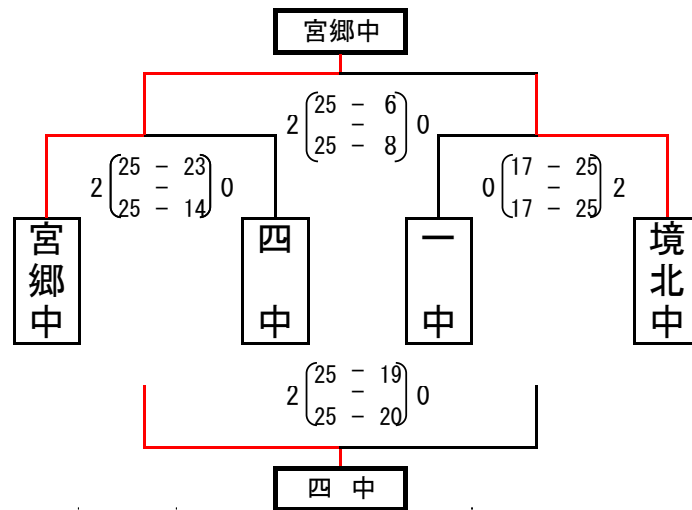 宮郷中
2 (25 - 6) 0
-
25 - 8
2 (25 - 23) 0
-
25 - 14
0 (17 - 25) 2
-
17 - 25
宮郷中
四中
一中
境北中
2 (25 - 19) 0
-
25 - 20
四中